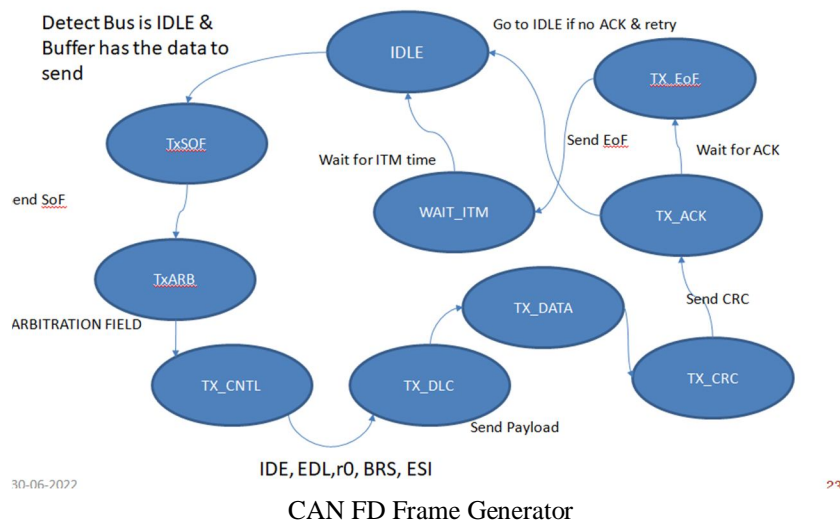 Detect Bus is IDLE &
Buffer has the data to
send
Go to IDLE if no ACK & retry
IDLE
TX_EoF
TxSOF
Send EoF
Wait for ACK
Wait for ITM time
end SoF
WAIT_ITM
TX_ACK
TxARB
Send CRC
TX_DATA
ARBITRATION FIELD
TX_CNTL
TX_DLC
TX_CRC
Send Payload
IDE, EDL,r0, BRS, ESI
30-06-2022
23
CAN FD Frame Generator